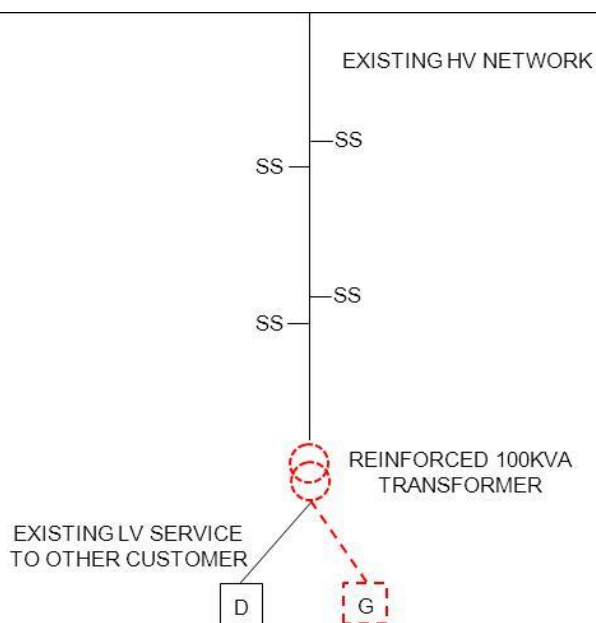 EXISTING HV NETWORK
SS
SS
SS
SS
REINFORCED 100KVA
TRANSFORMER
EXISTING LV SERVICE
TO OTHER CUSTOMER
D
G